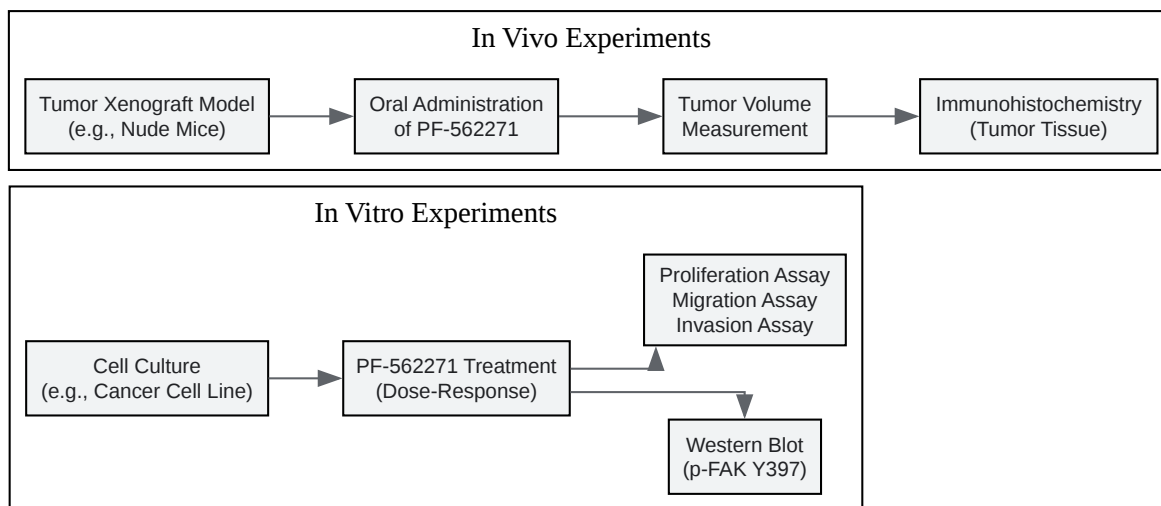 In Vivo Experiments
Tumor Xenograft Model
(e.g., Nude Mice)
Oral Administration
of PF-562271
Tumor Volume
Measurement
Immunohistochemistry
(Tumor Tissue)
In Vitro Experiments
Cell Culture
(e.g., Cancer Cell Line)
PF-562271 Treatment
(Dose-Response)
Proliferation Assay
Migration Assay
Invasion Assay
Western Blot
(p-FAK Y397)